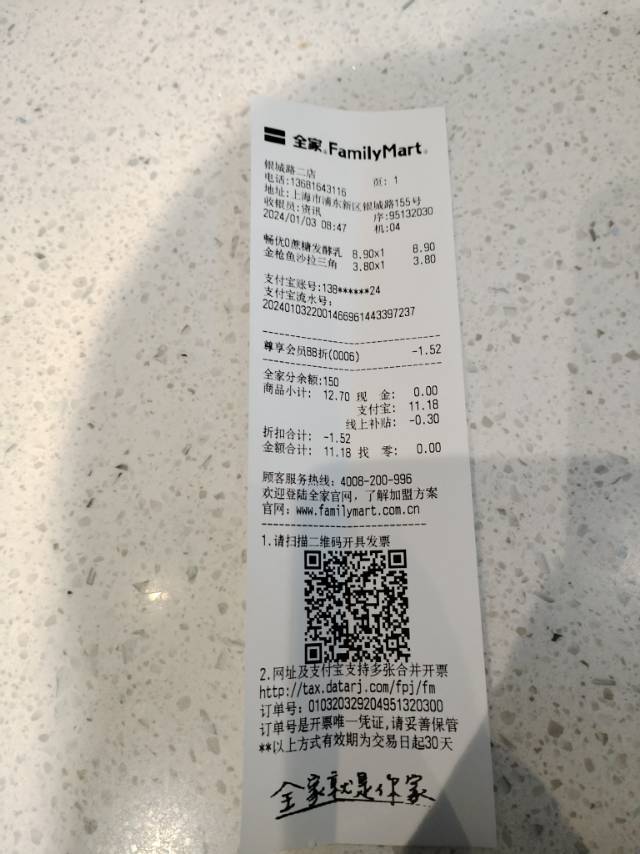 全家 FamilyMart
银城路二店
电话:13681643116 页: 1
地址:上海市浦东新区银城路155号
收银员:资讯 序:95132030
2024/01/03 08:47 机:04
畅优0蔗糖发酵乳 8.90x1 8.90
金枪鱼沙拉三角 3.80x1 3.80
支付宝账号:138******24
支付宝流水号:
2024010322001466961443397237
尊享会员88折(0006) -1.52
全家分余额:150
商品小计: 12.70 现 金: 0.00
支付宝: 11.18
线上补贴: -0.30
折扣合计: -1.52
金额合计: 11.18 找 零: 0.00
顾客服务热线: 4008-200-996
欢迎登陆全家官网，了解加盟方案
官网: www.familymart.com.cn
1.请扫描二维码开具发票
2.网址及支付宝支持多张合并开票
http://tax.datarj.com/fpj/fm
订单号: 010320329204951320300
订单号是开票唯一凭证,请妥善保管
**以上方式有效期为交易日起30天
全家就是你家